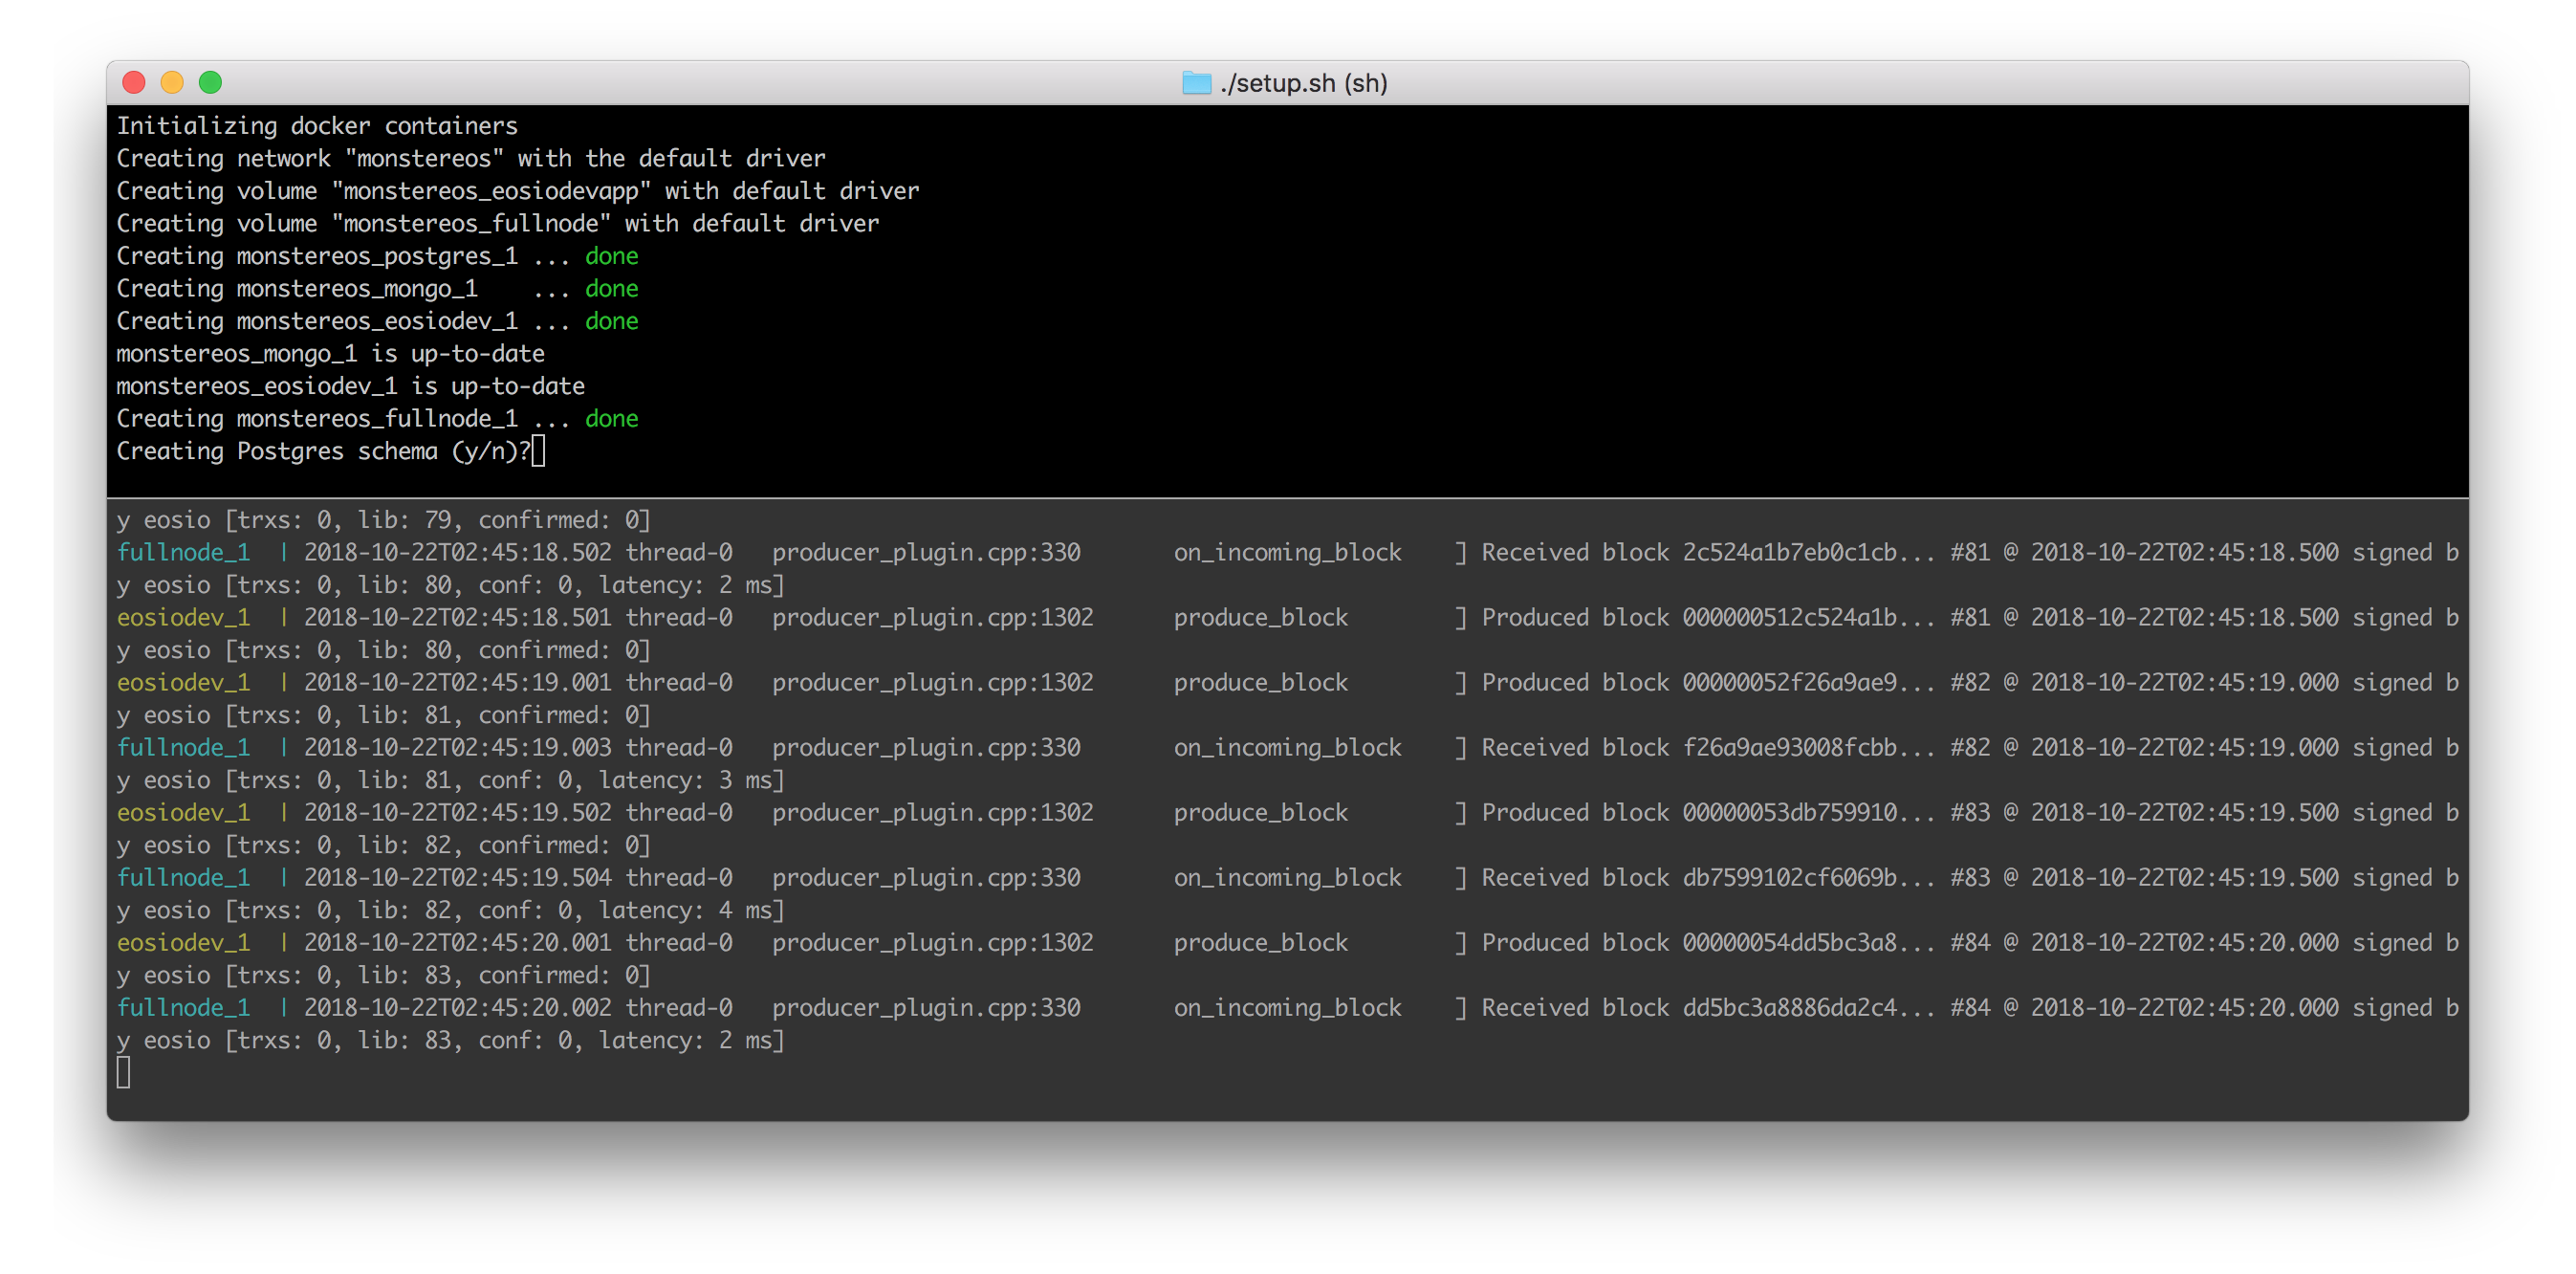 ./setup.sh (sh)
Initializing docker containers
Creating network "monstereos" with the default driver
Creating volume "monstereos_eosiodevapp" with default driver
Creating volume "monstereos_fullnode" with default driver
Creating monstereos_postgres_1 ... done
Creating monstereos_mongo_1    ... done
Creating monstereos_eosiodev_1 ... done
monstereos_mongo_1 is up-to-date
monstereos_eosiodev_1 is up-to-date
Creating monstereos_fullnode_1 ... done
Creating Postgres schema (y/n)?
y eosio [trxs: 0, lib: 79, confirmed: 0]
fullnode_1  | 2018-10-22T02:45:18.502 thread-0   producer_plugin.cpp:330       on_incoming_block    ] Received block 2c524a1b7eb0c1cb... #81 @ 2018-10-22T02:45:18.500 signed b
y eosio [trxs: 0, lib: 80, conf: 0, latency: 2 ms]
eosiodev_1  | 2018-10-22T02:45:18.501 thread-0   producer_plugin.cpp:1302      produce_block        ] Produced block 000000512c524a1b... #81 @ 2018-10-22T02:45:18.500 signed b
y eosio [trxs: 0, lib: 80, confirmed: 0]
eosiodev_1  | 2018-10-22T02:45:19.001 thread-0   producer_plugin.cpp:1302      produce_block        ] Produced block 00000052f26a9ae9... #82 @ 2018-10-22T02:45:19.000 signed b
y eosio [trxs: 0, lib: 81, confirmed: 0]
fullnode_1  | 2018-10-22T02:45:19.003 thread-0   producer_plugin.cpp:330       on_incoming_block    ] Received block f26a9ae93008fcbb... #82 @ 2018-10-22T02:45:19.000 signed b
y eosio [trxs: 0, lib: 81, conf: 0, latency: 3 ms]
eosiodev_1  | 2018-10-22T02:45:19.502 thread-0   producer_plugin.cpp:1302      produce_block        ] Produced block 00000053db759910... #83 @ 2018-10-22T02:45:19.500 signed b
y eosio [trxs: 0, lib: 82, confirmed: 0]
fullnode_1  | 2018-10-22T02:45:19.504 thread-0   producer_plugin.cpp:330       on_incoming_block    ] Received block db7599102cf6069b... #83 @ 2018-10-22T02:45:19.500 signed b
y eosio [trxs: 0, lib: 82, conf: 0, latency: 4 ms]
eosiodev_1  | 2018-10-22T02:45:20.001 thread-0   producer_plugin.cpp:1302      produce_block        ] Produced block 00000054dd5bc3a8... #84 @ 2018-10-22T02:45:20.000 signed b
y eosio [trxs: 0, lib: 83, confirmed: 0]
fullnode_1  | 2018-10-22T02:45:20.002 thread-0   producer_plugin.cpp:330       on_incoming_block    ] Received block dd5bc3a8886da2c4... #84 @ 2018-10-22T02:45:20.000 signed b
y eosio [trxs: 0, lib: 83, conf: 0, latency: 2 ms]